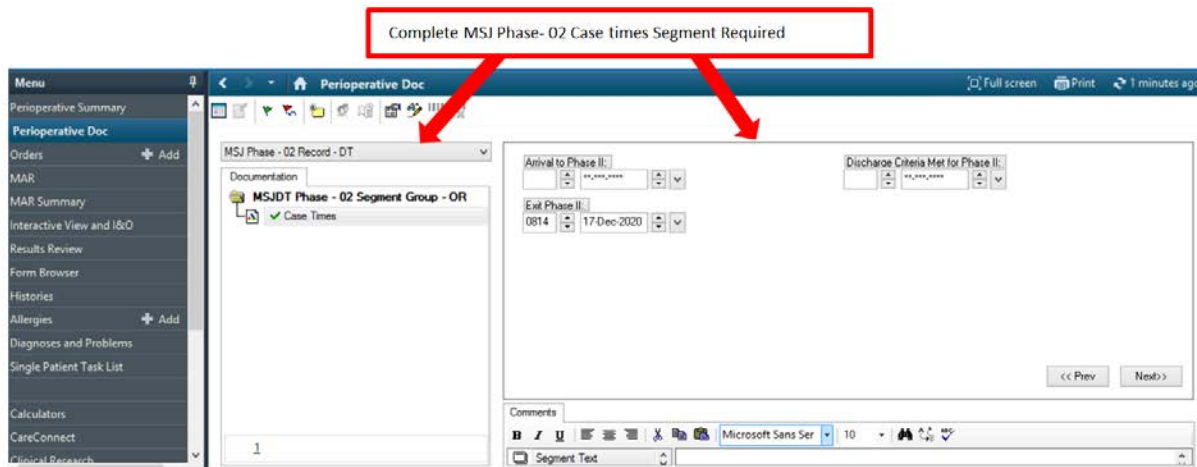 Complete MSJ Phase- 02 Case times Segment Required
Menu
Perioperative Doc
Full screen
Print
1 minutes ago
Perioperative Summary
Perioperative Doc
Orders
Add
MAR
MAR Summary
Interactive View and I&O
Results Review
Form Browser
Histories
Allergies
Add
Diagnoses and Problems
Single Patient Task List
Calculators
CareConnect
Clinical Research
MSJ Phase - 02 Record - DT
Documentation
MSJDT Phase - 02 Segment Group - OR
Case Times
1
Arrival to Phase II:
**-***-****
Discharge Criteria Met for Phase II:
**-***-****
Exit Phase II:
0814
17-Dec-2020
<< Prev
Next>>
Comments
B I U
Microsoft Sans Ser
10
Segment Text